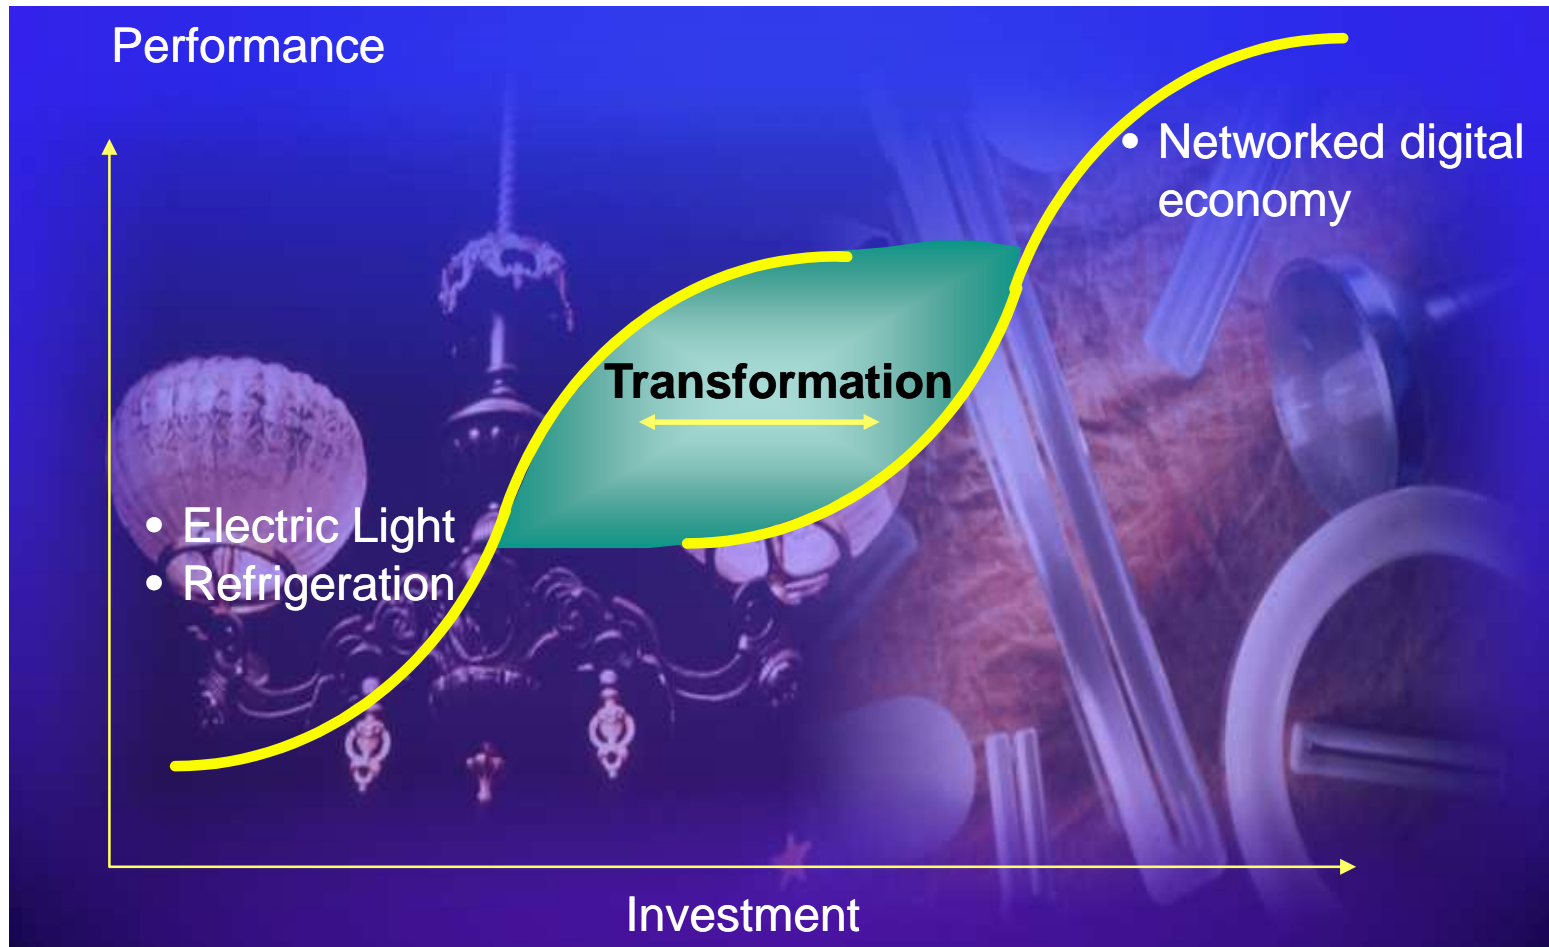 Performance
• Networked digital
economy
Transformation
• Electric Light
• Refrigeration
Investment